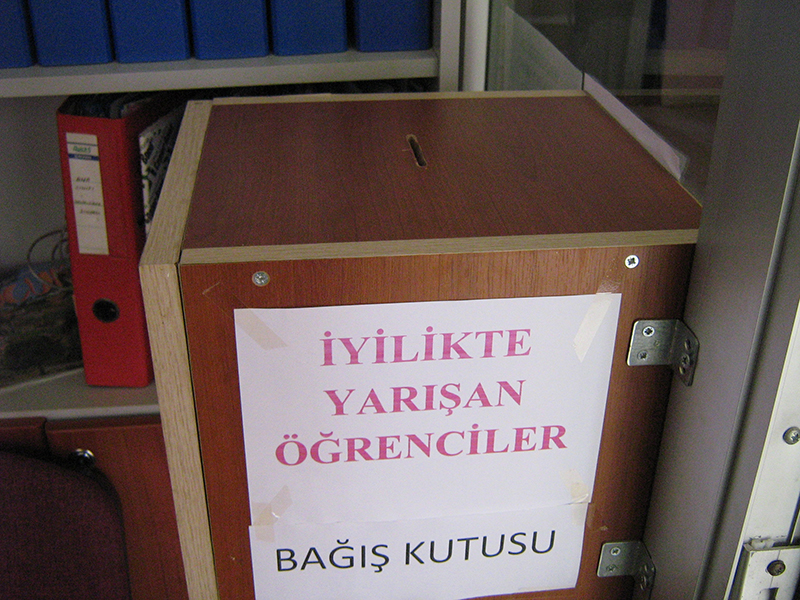 İYİLİKTE
YARIŞAN
ÖĞRENCİLER
BAĞIŞ KUTUSU